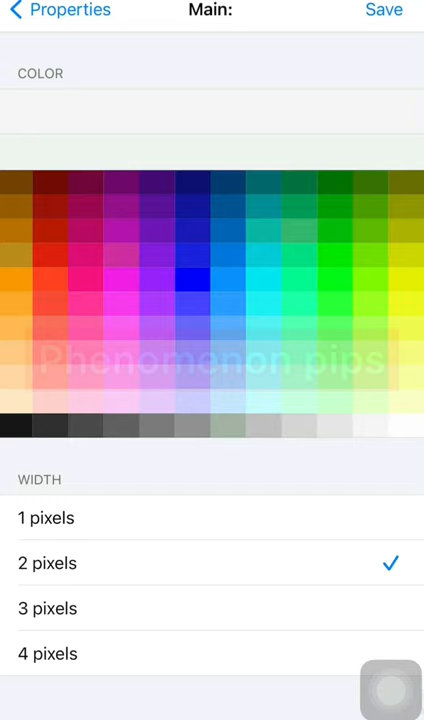 Properties
Main:
Save
COLOR
Phenomenon pips
WIDTH
1 pixels
2 pixels
3 pixels
4 pixels